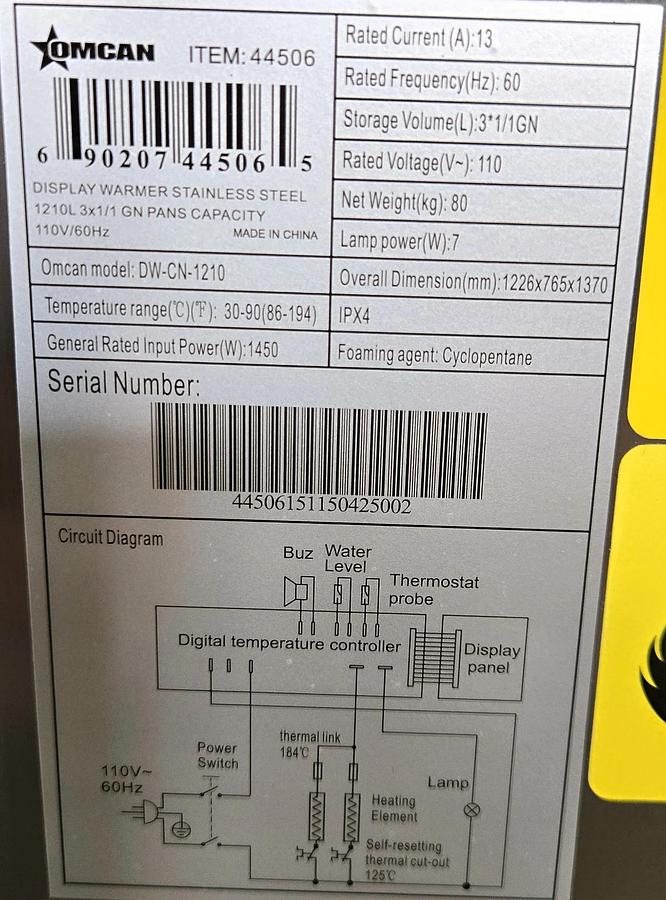 OMCAN ITEM:44506
6 90207 44506 5
DISPLAY WARMER STAINLESS STEEL
1210L 3x1/1 GN PANS CAPACITY
110V/60Hz MADE IN CHINA
Omcan model: DW-CN-1210
Temperature range(℃)(℉): 30-90(86-194)
General Rated Input Power(W):1450
Rated Current (A):13
Rated Frequency(Hz): 60
Storage Volume(L):3*1/1GN
Rated Voltage(V~): 110
Net Weight(kg): 80
Lamp power(W):7
Overall Dimension(mm):1226x765x1370
IPX4
Foaming agent: Cyclopentane
Serial Number:
44506151150425002
Circuit Diagram
Buz
Water
Level
Thermostat
probe
Digital temperature controller
Display
panel
Power
Switch
110V~
60Hz
thermal link
184℃
Lamp
Heating
Element
Self-resetting
thermal cut-out
125℃